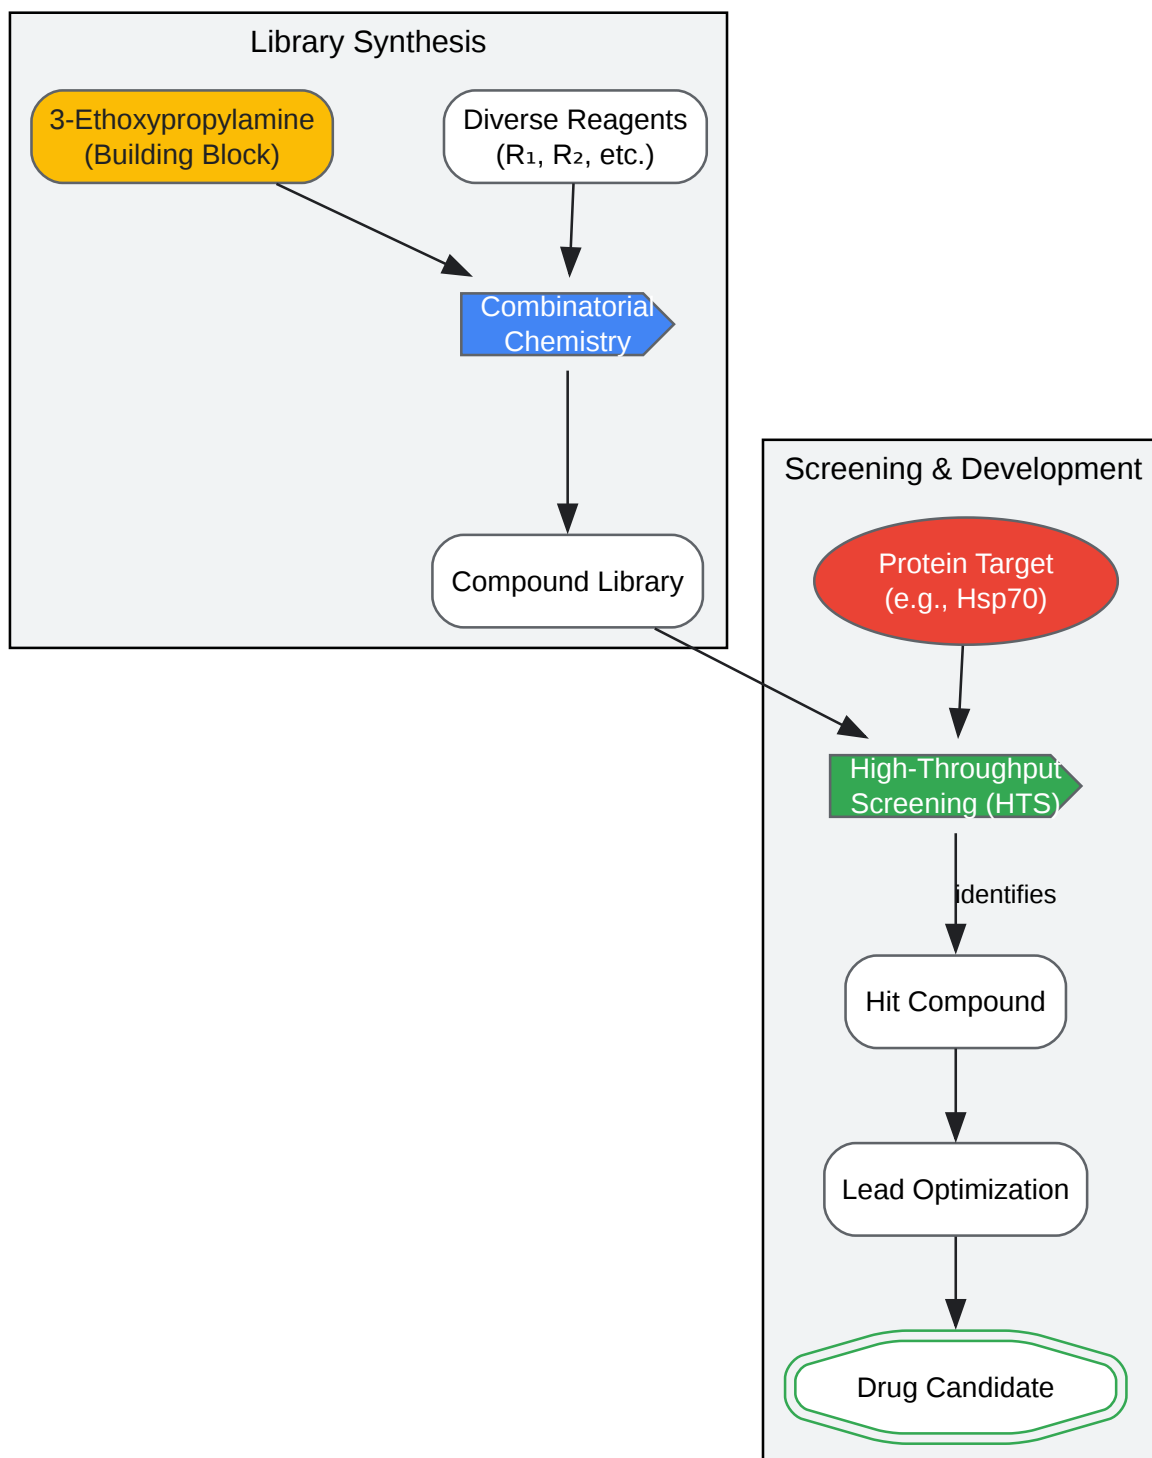 Library Synthesis
3-Ethoxypropylamine
(Building Block)
Diverse Reagents
(R₁, R₂, etc.)
Combinatorial
Chemistry
Compound Library
Screening & Development
Protein Target
(e.g., Hsp70)
High-Throughput
Screening (HTS)
identifies
Hit Compound
Lead Optimization
Drug Candidate